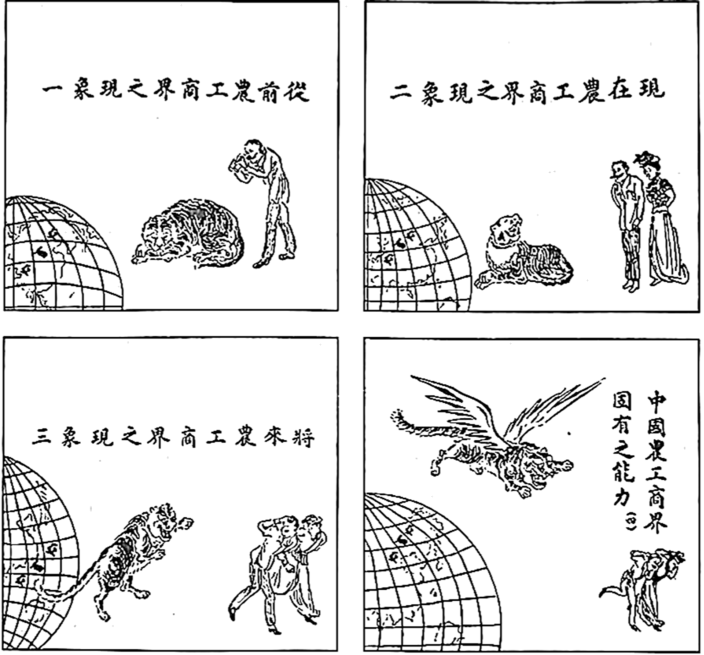 從前農工商界之現象一
現在農工商界之現象二
將來農工商界之現象三
中國農工商界
固有之能力(四)